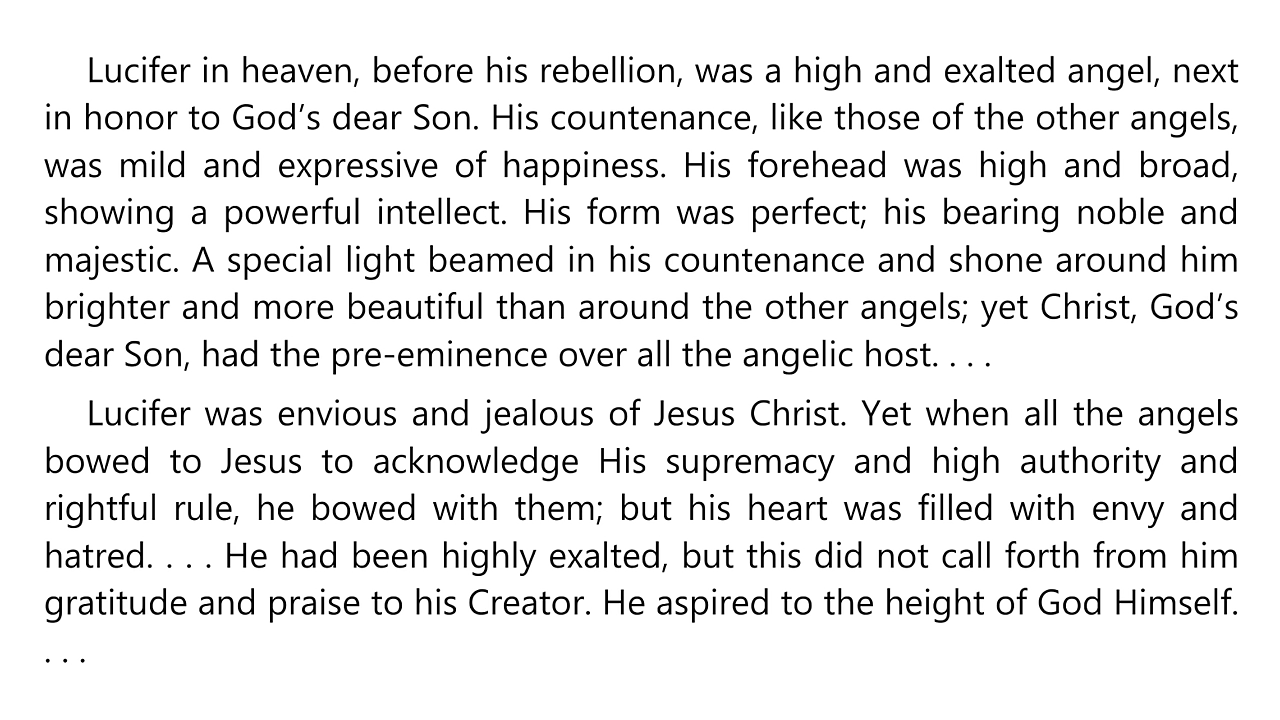 Lucifer in heaven, before his rebellion, was a high and exalted angel, next
in honor to God’s dear Son. His countenance, like those of the other angels,
was mild and expressive of happiness. His forehead was high and broad,
showing a powerful intellect. His form was perfect; his bearing noble and
majestic. A special light beamed in his countenance and shone around him
brighter and more beautiful than around the other angels; yet Christ, God’s
dear Son, had the pre-eminence over all the angelic host. . . .
Lucifer was envious and jealous of Jesus Christ. Yet when all the angels
bowed to Jesus to acknowledge His supremacy and high authority and
rightful rule, he bowed with them; but his heart was filled with envy and
hatred. . . . He had been highly exalted, but this did not call forth from him
gratitude and praise to his Creator. He aspired to the height of God Himself.
. . .